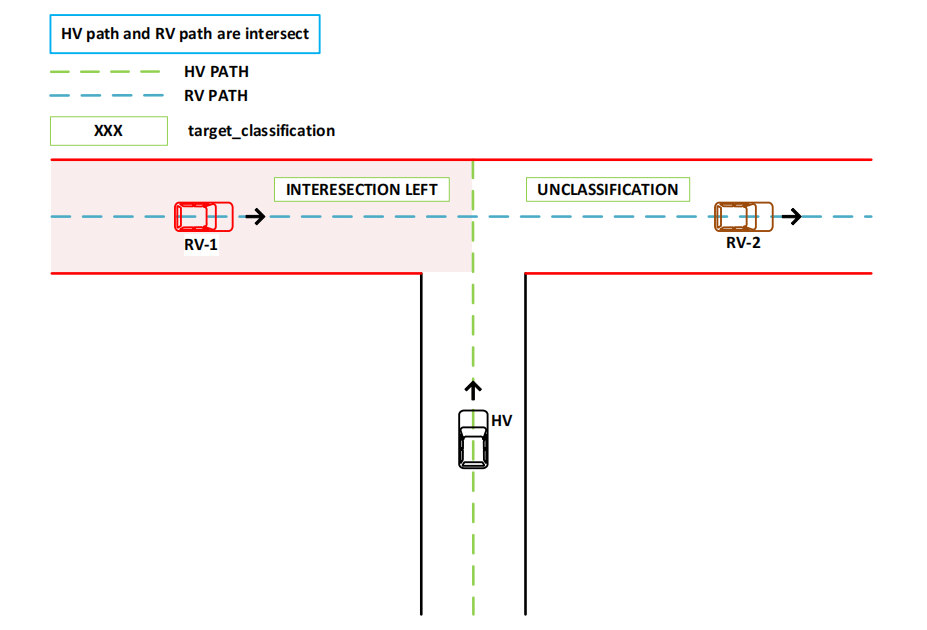 HV path and RV path are intersect
HV PATH
RV PATH
XXX target_classification
INTERESECTION LEFT
UNCLASSIFICATION
RV-1
RV-2
HV